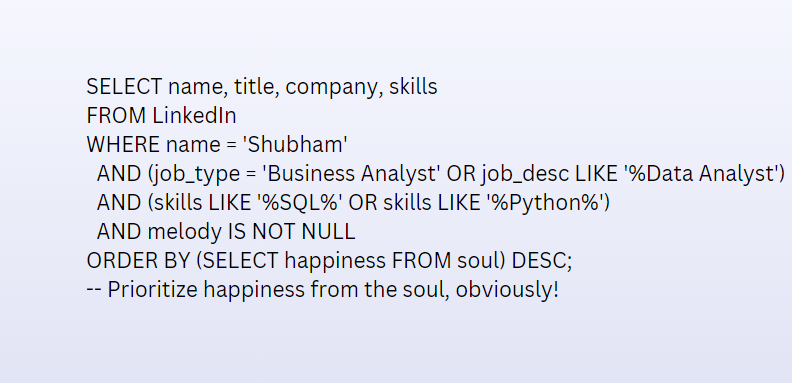 SELECT name, title, company, skills
FROM LinkedIn
WHERE name = 'Shubham'
AND (job_type = 'Business Analyst' OR job_desc LIKE '%Data Analyst')
AND (skills LIKE '%SQL%' OR skills LIKE '%Python%')
AND melody IS NOT NULL
ORDER BY (SELECT happiness FROM soul) DESC;
-- Prioritize happiness from the soul, obviously!